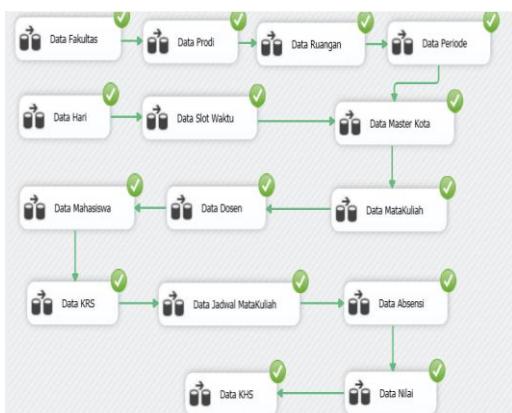 Data Fakultas
Data Prodi
Data Ruangan
Data Periode
Data Hari
Data Slot Waktu
Data Master Kota
Data Mahasiswa
Data Dosen
Data MataKuliah
Data KRS
Data Jadwal MataKuliah
Data Absensi
Data KHS
Data Nilai